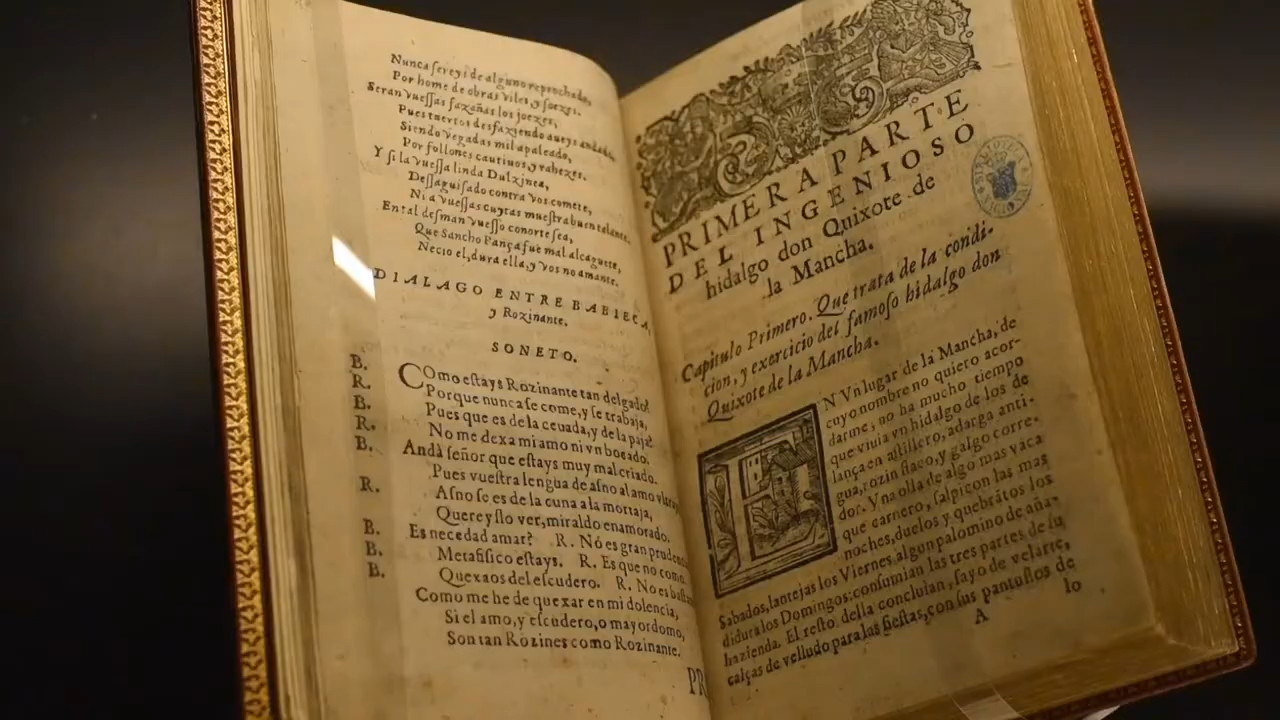 Nunca sereys de alguno reprochado,
Por home de obras viles y soezes.
Seran vuessas fazañas los joezes,
Pues tuertos desfaziendo aueys andado,
Siendo vegadas mil apaleado,
Por follones cautiuos, y rahezes.
Y si la vuessa linda Dulzinea,
Dessaguisado contra vos comete,
Ni a vuessas cuytas muestra buen talante.
En tal desman vuesso conorte sea,
Que Sancho Pança fue mal alcaguete,
Necio el, dura ella, y vos no amante.
DIALAGO ENTRE BABIECA,
y Rozinante.
SONETO.
B. COmo estays Rozinante tan delgado?
R. Porque nunca se come, y se trabaja,
B. Pues que es de la ceuada, y de la paja?
R. No me dexa mi amo ni vn bocado.
B. Andá señor que estays muy mal criado.
Pues vuestra lengua de asno al amo
R. Asno se es de la cuna a la mortaja,
Quereyslo ver, miraldo enamorado.
B. Es necedad amar? R. No es gran
B. Metafisico estays. R. Es que no como.
B. Quexaos del escudero. R. No es
Como me he de quexar en mi dolencia,
Si el amo, y escudero, o mayordomo,
Son tan Rozines como Rozinante.
PR
PRIMERA PARTE
DEL INGENIOSO
hidalgo don Quixote de
la Mancha.
Capitulo Primero. Que trata de la condi-
cion, y exercicio del famoso hidalgo don
Quixote de la Mancha.
EN Vn lugar de la Mancha, de
cuyo nombre no quiero acor-
darme, no ha mucho tiempo
que viuia vn hidalgo de los de
lança en astillero, adarga anti-
gua, rozin flaco, y galgo corre-
dor. Vna olla de algo mas vaca
que carnero, salpicon las mas
noches, duelos y quebrãtos los
Sabados, lantejas los Viernes, algun palomino de aña-
didura los Domingos: consumian las tres partes de su
hazienda. El resto della concluian, sayo de velarte,
calças de velludo para las fiestas, con sus pantuflos de
A lo